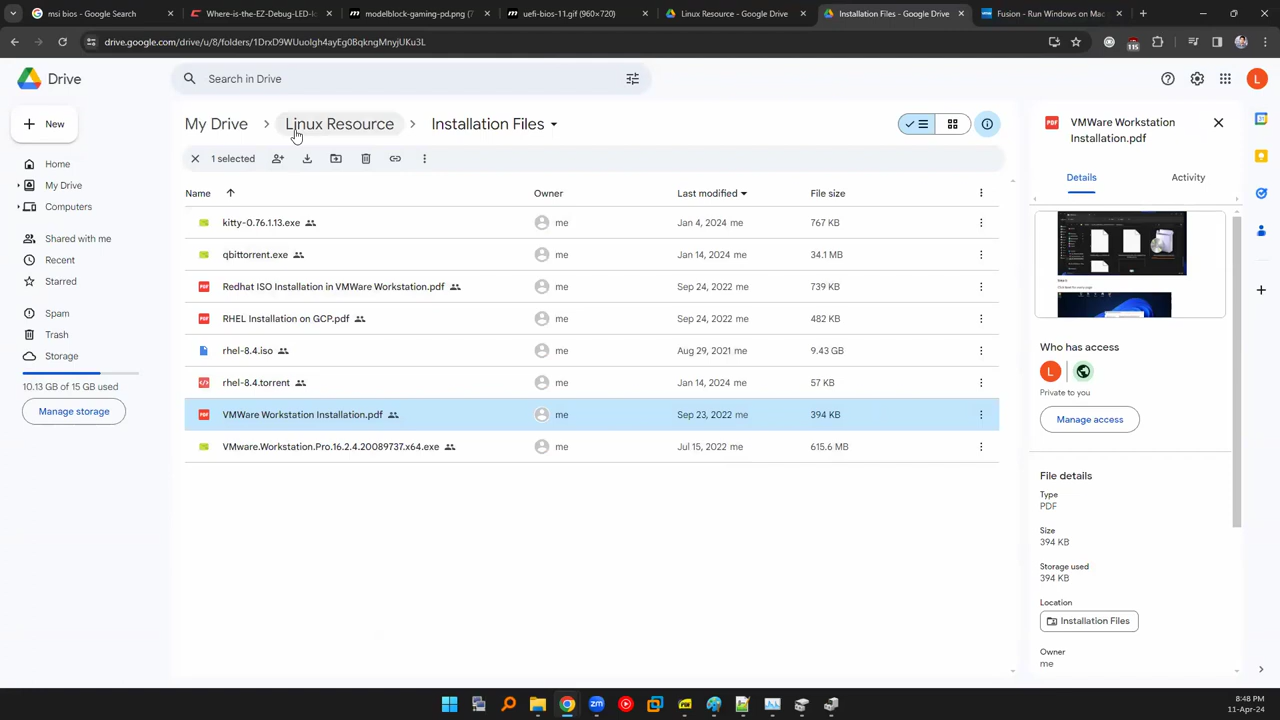 msi bios - Google Search
Where-is-the-EZ-Debug-LED-lo
modelblock-gaming-pd.png
uefi-bios-11.gif (960×720)
Linux Resource - Google Drive
Installation Files - Google Drive
Fusion - Run Windows on Mac
drive.google.com/drive/u/8/folders/
115
Drive
Search in Drive
L
New
My Drive
Linux Resource
Installation Files
VMWare Workstation
Installation.pdf
Home
My Drive
Computers
Shared with me
Recent
Starred
Spam
Trash
Storage
10.13 GB of 15 GB used
Manage storage
1 selected
Name
Owner
Last modified
File size
kitty-0.76.1.13.exe
me
Jan 4, 2024 me
767 KB
qbittorrent.exe
me
Jan 14, 2024 me
34.1 MB
PDF
Redhat ISO Installation in VMWare Workstation.pdf
me
Sep 24, 2022 me
739 KB
PDF
RHEL Installation on GCP.pdf
me
Sep 24, 2022 me
482 KB
rhel-8.4.iso
me
Aug 29, 2021 me
9.43 GB
rhel-8.4.torrent
me
Jan 14, 2024 me
57 KB
PDF
VMWare Workstation Installation.pdf
me
Sep 23, 2022 me
394 KB
VMware.Workstation.Pro.16.2.4.20089737.x64.exe
me
Jul 15, 2022 me
615.6 MB
PDF
Details
Activity
Who has access
L
Private to you
Manage access
File details
Type
PDF
Size
394 KB
Storage used
394 KB
Location
Installation Files
Owner
me
8:48 PM
11-Apr-24